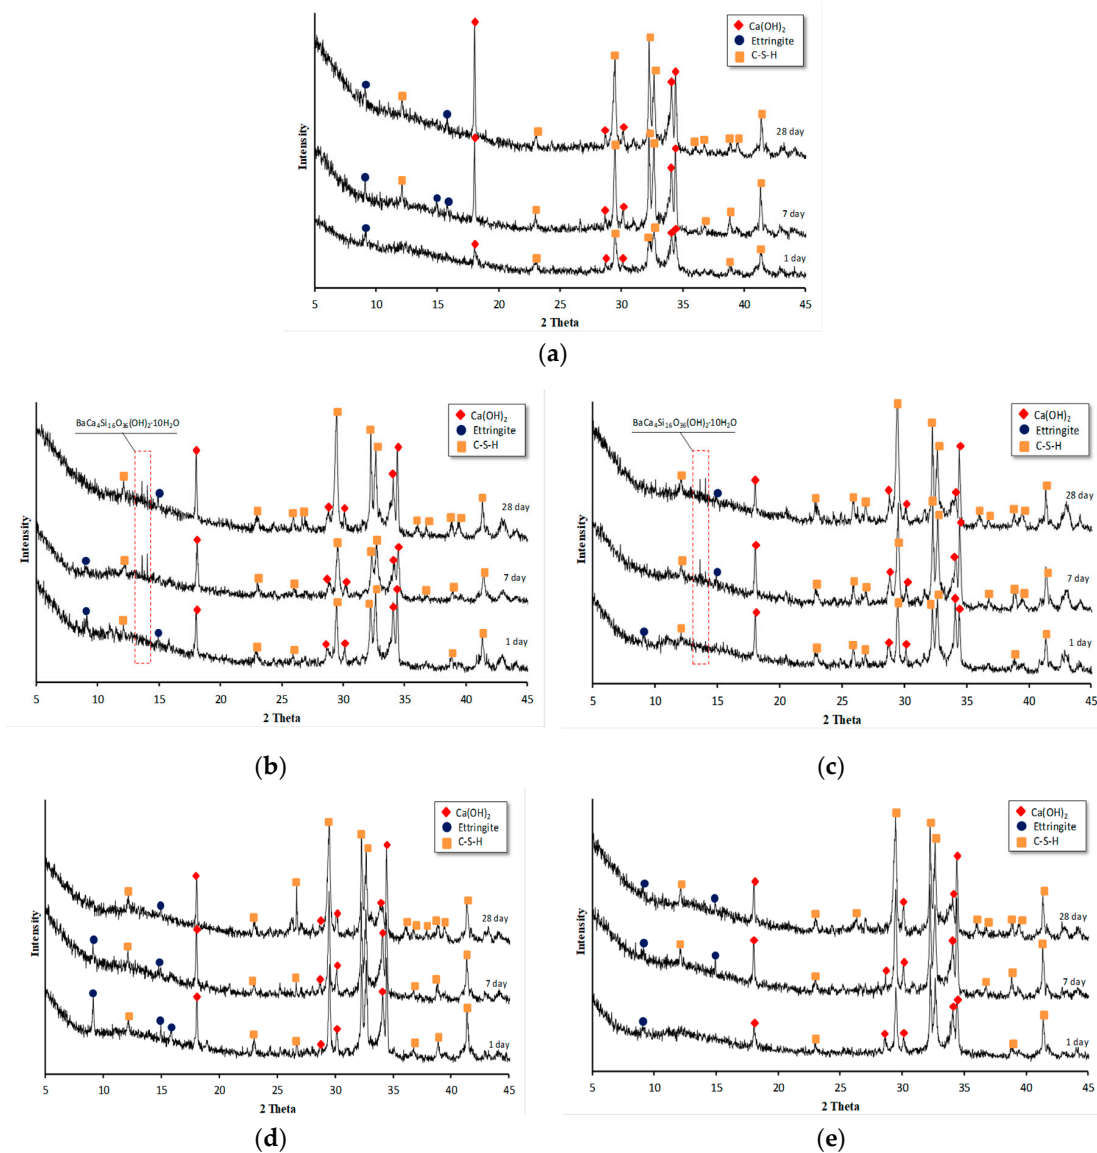 Ca(OH)2
Ettringite
C-S-H
28 day
7 day
1 day
Intensity
5 10 15 20 25 30 35 40 45
2 Theta
(a)
BaCa4Si16O36(OH)2·10H2O
Ca(OH)2
Ettringite
C-S-H
28 day
7 day
1 day
Intensity
5 10 15 20 25 30 35 40 45
2 Theta
(b)
BaCa4Si16O36(OH)2·10H2O
Ca(OH)2
Ettringite
C-S-H
28 day
7 day
1 day
Intensity
5 10 15 20 25 30 35 40 45
2 Theta
(c)
Ca(OH)2
Ettringite
C-S-H
28 day
7 day
1 day
Intensity
5 10 15 20 25 30 35 40 45
2 Theta
(d)
Ca(OH)2
Ettringite
C-S-H
28 day
7 day
1 day
Intensity
5 10 15 20 25 30 35 40 45
2 Theta
(e)